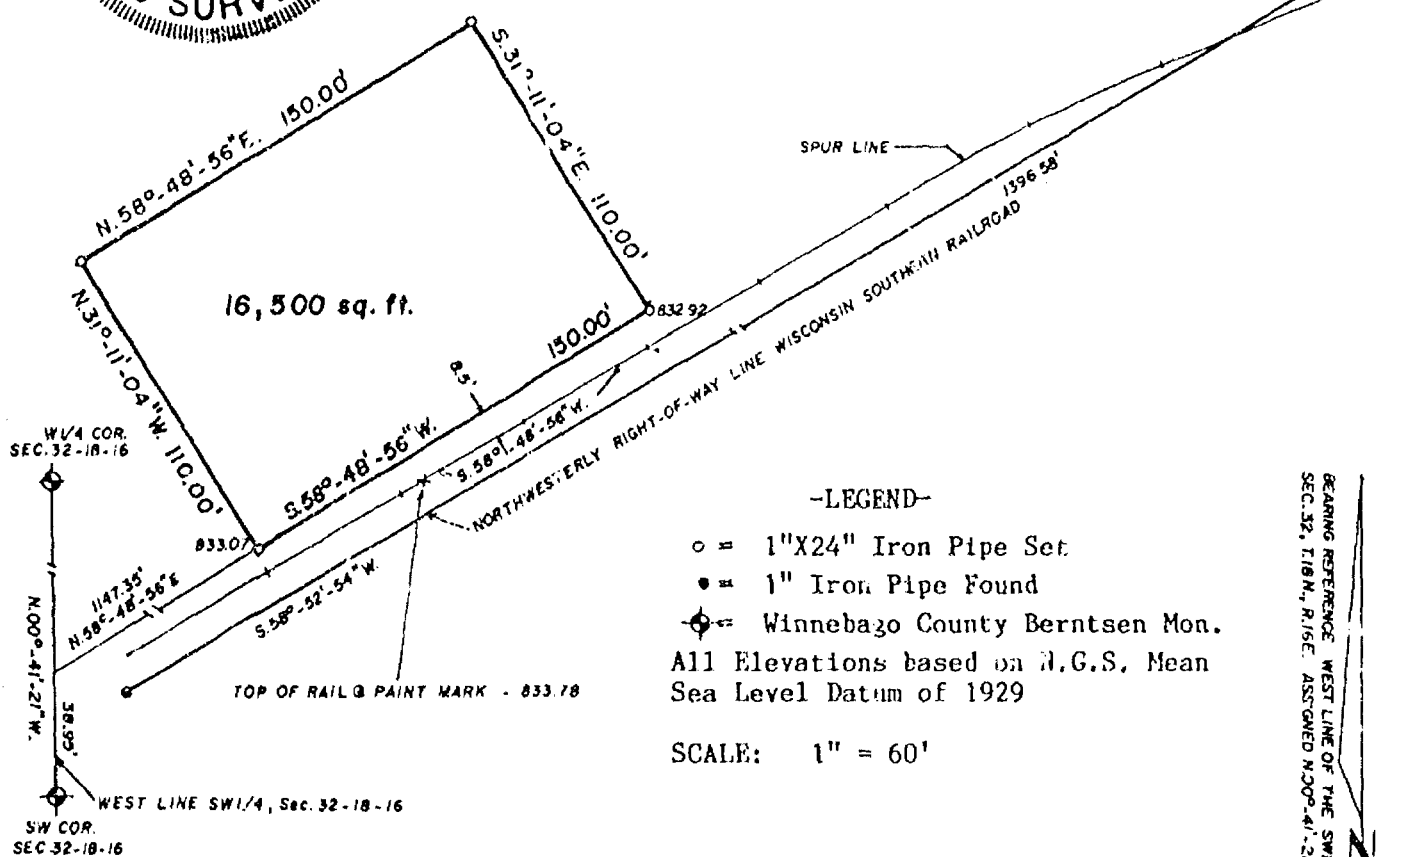 SURV
N.58°-48'-56"E. 150.00'
S.31°-11'-04"E. 110.00'
SPUR LINE
1396.58'
16,500 sq. ft.
832.92
150.00'
8.5'
N.31°-11'-04"W. 110.00'
S.58°-48'-56"W.
S.58°-48'-56"W.
NORTHWESTERLY RIGHT-OF-WAY LINE WISCONSIN SOUTHERN RAILROAD
W1/4 COR.
SEC. 32-18-16
833.07
1147.35'
N.58°-48'-56"E
S.58°-52'-54"W.
N.00°-41'-21"W.
38.95'
TOP OF RAIL @ PAINT MARK - 833.78
WEST LINE SW1/4, Sec. 32-18-16
SW COR.
SEC 32-18-16
-LEGEND-
= 1"X24" Iron Pipe Set
= 1" Iron Pipe Found
= Winnebago County Berntsen Mon.
All Elevations based on N.G.S. Mean
Sea Level Datum of 1929
SCALE: 1" = 60'
BEARING REFERENCE WEST LINE OF THE SW
SEC. 32, T.18N., R.16E. ASSIGNED N.00°-41'-2
N